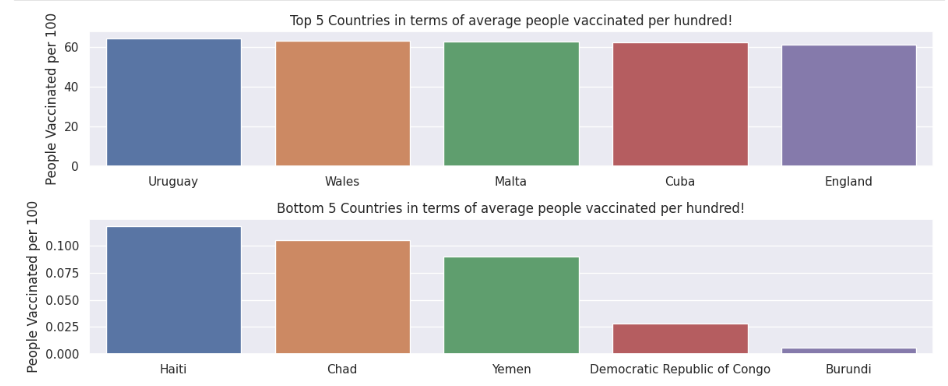 Top 5 Countries in terms of average people vaccinated per hundred!
People Vaccinated per 100
60
40
20
0
Uruguay Wales Malta Cuba England
Bottom 5 Countries in terms of average people vaccinated per hundred!
People Vaccinated per 100
0.100
0.075
0.050
0.025
0.000
Haiti Chad Yemen Democratic Republic of Congo Burundi